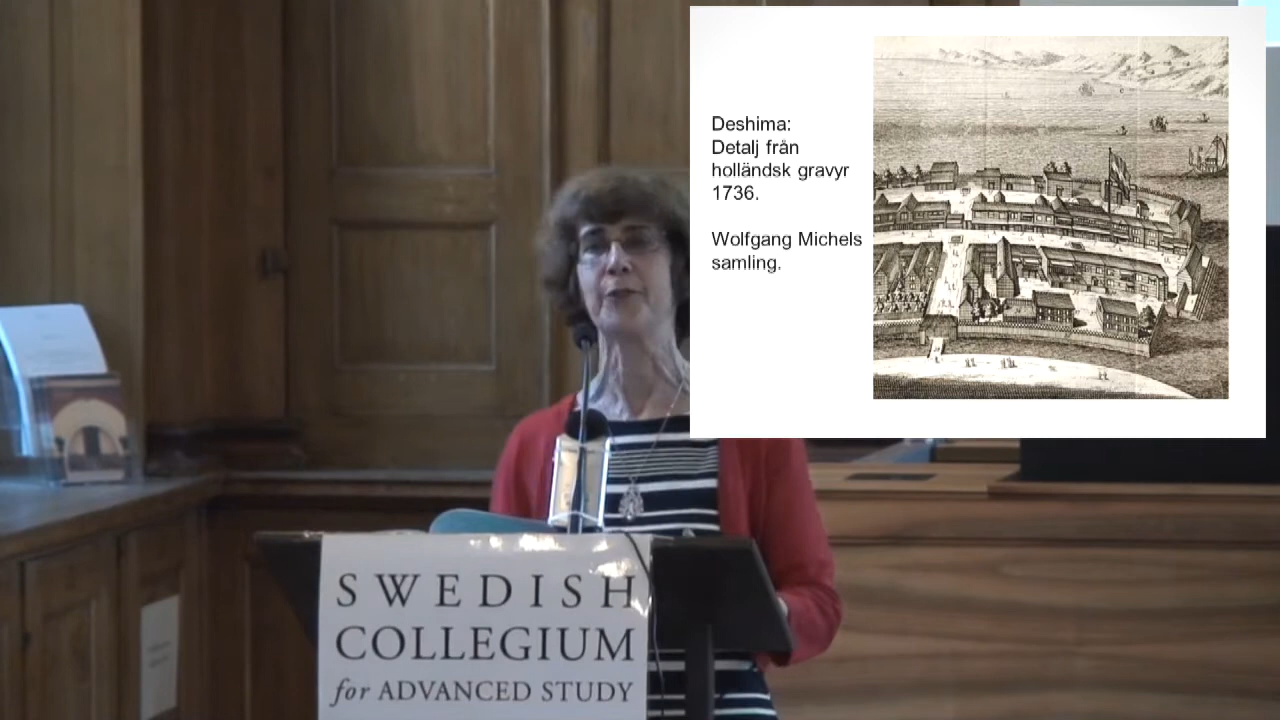 Deshima:
Detalj från
holländsk gravyr
1736.
Wolfgang Michels
samling.
SWEDISH
COLLEGIUM
for ADVANCED STUDY